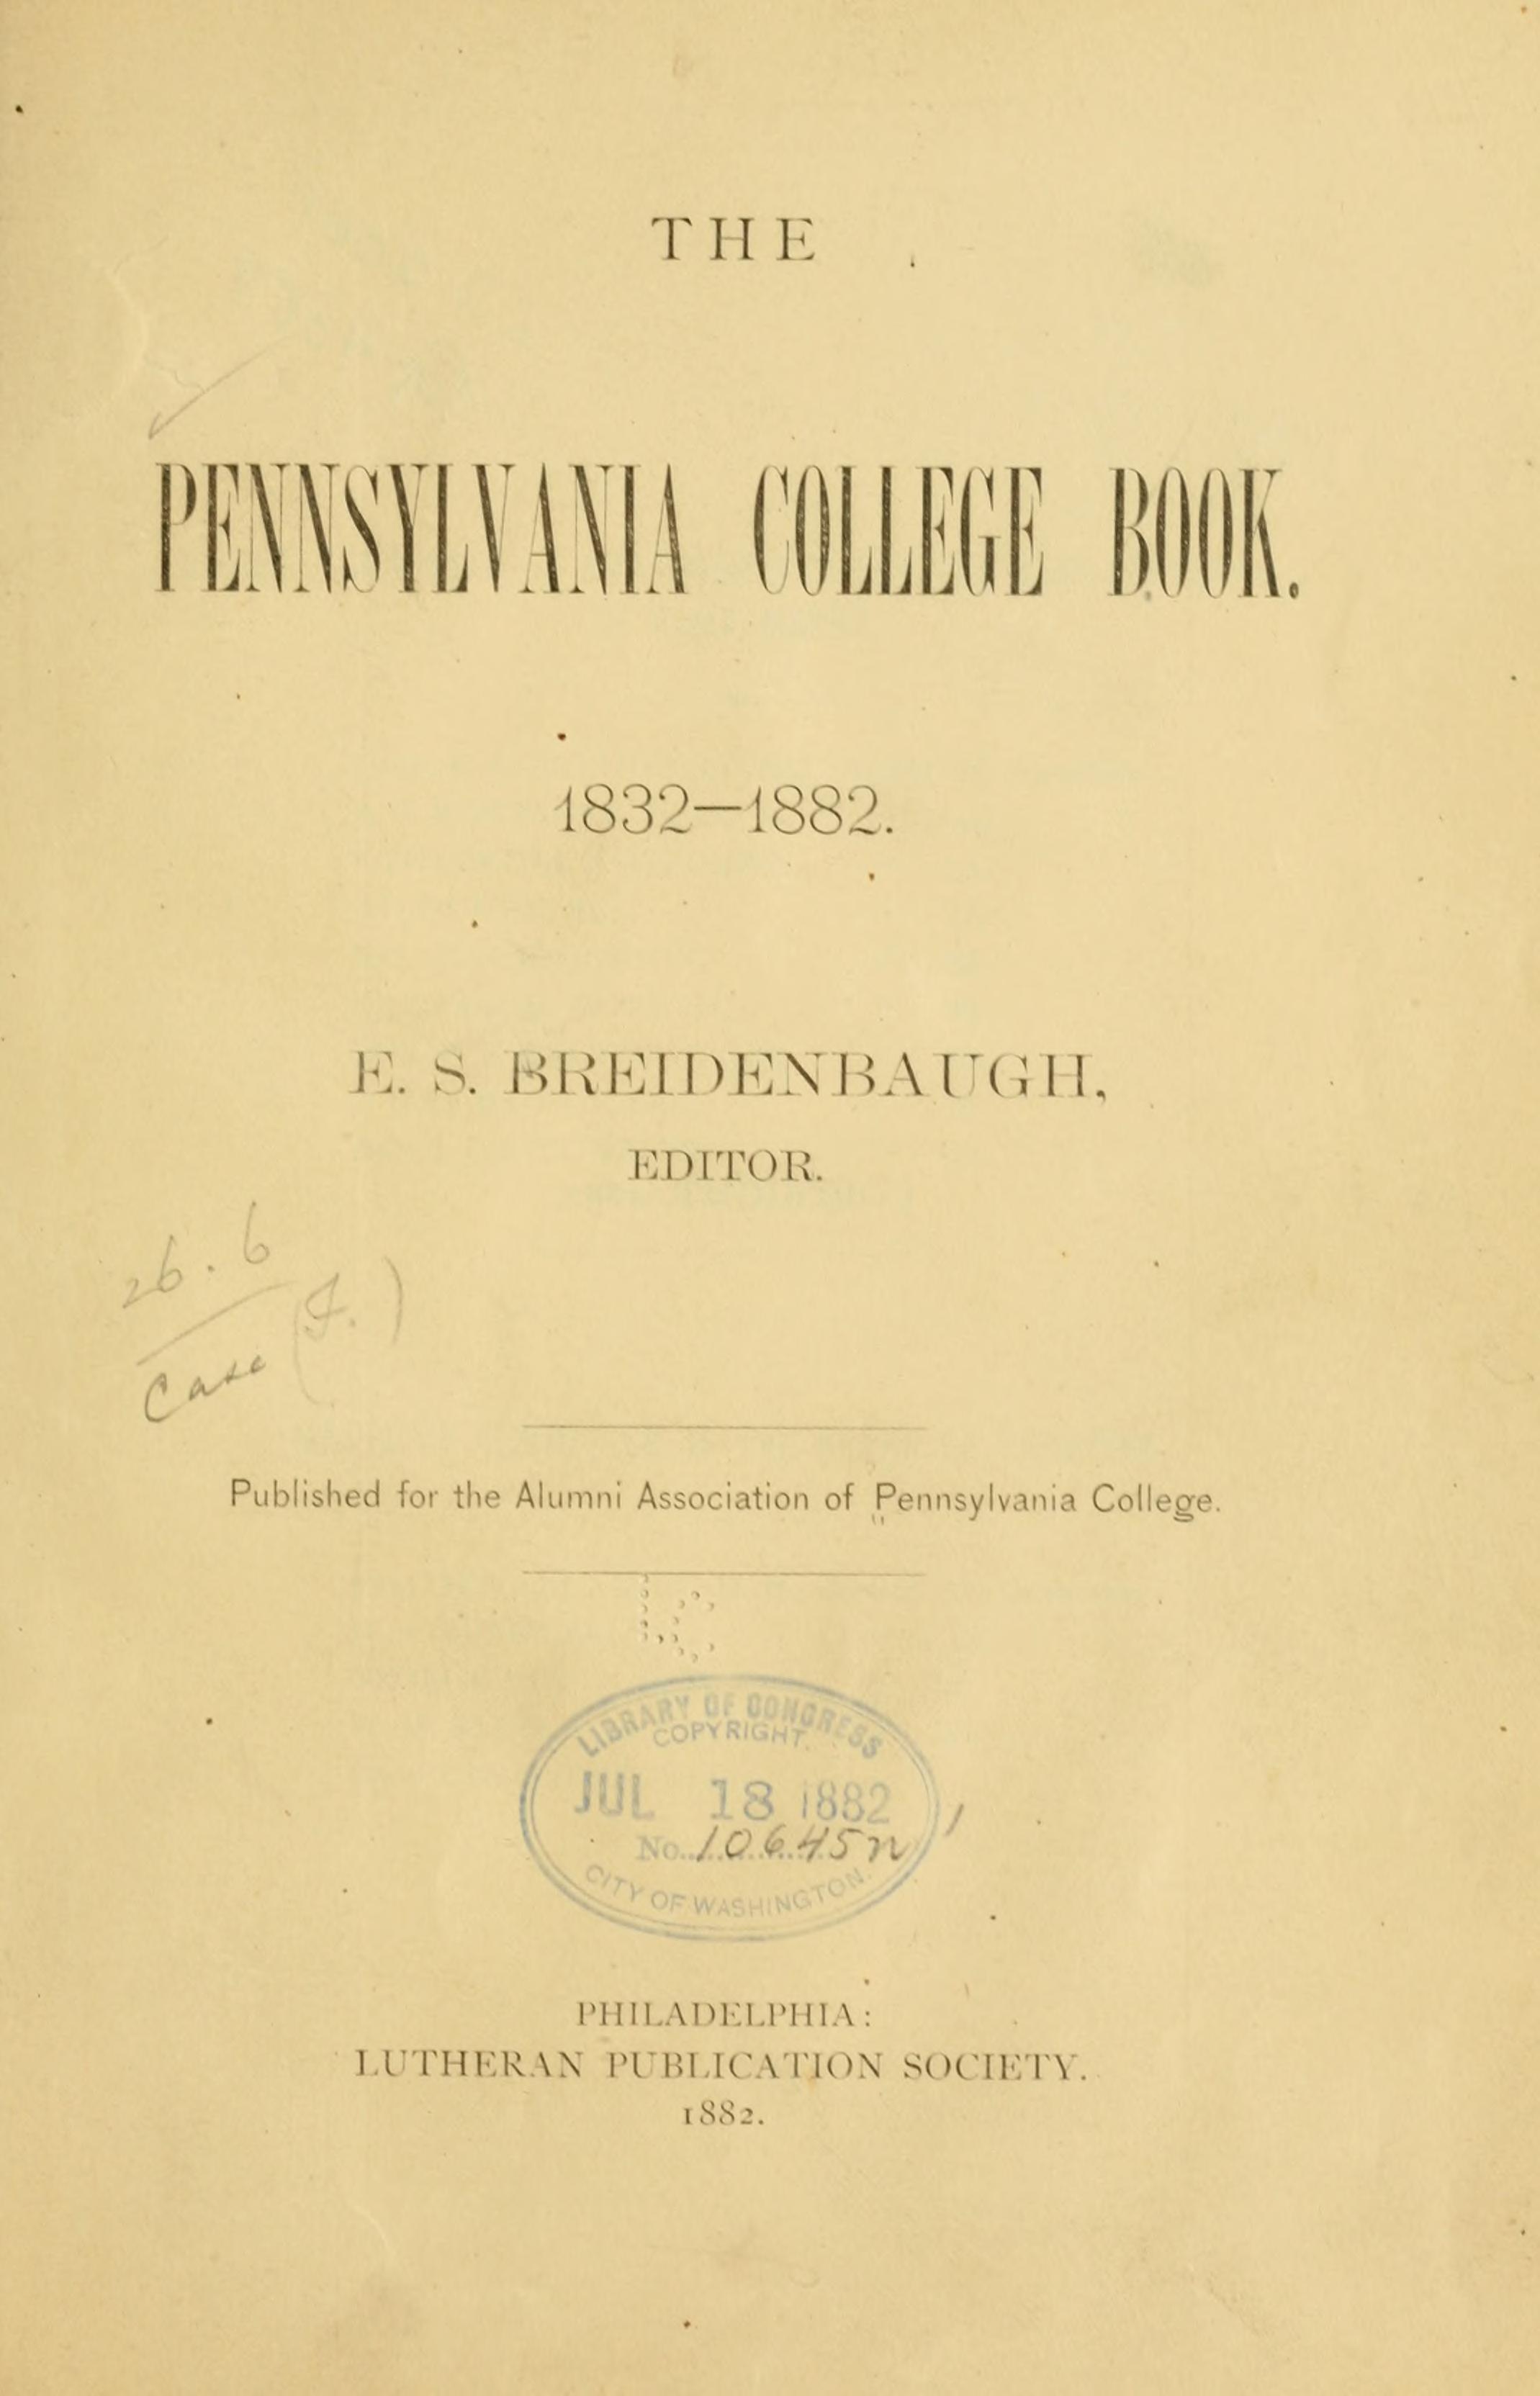 THE
PENNSYLVANIA COLLEGE BOOK.
1832—1882.
E. S. BREIDENBAUGH,
EDITOR.
26.6
Case
Published for the Alumni Association of Pennsylvania College.
LC
LIBRARY OF CONGRESS
COPYRIGHT.
JUL 18 1882
No. 10645
CITY OF WASHINGTON.
PHILADELPHIA:
LUTHERAN PUBLICATION SOCIETY.
1882.